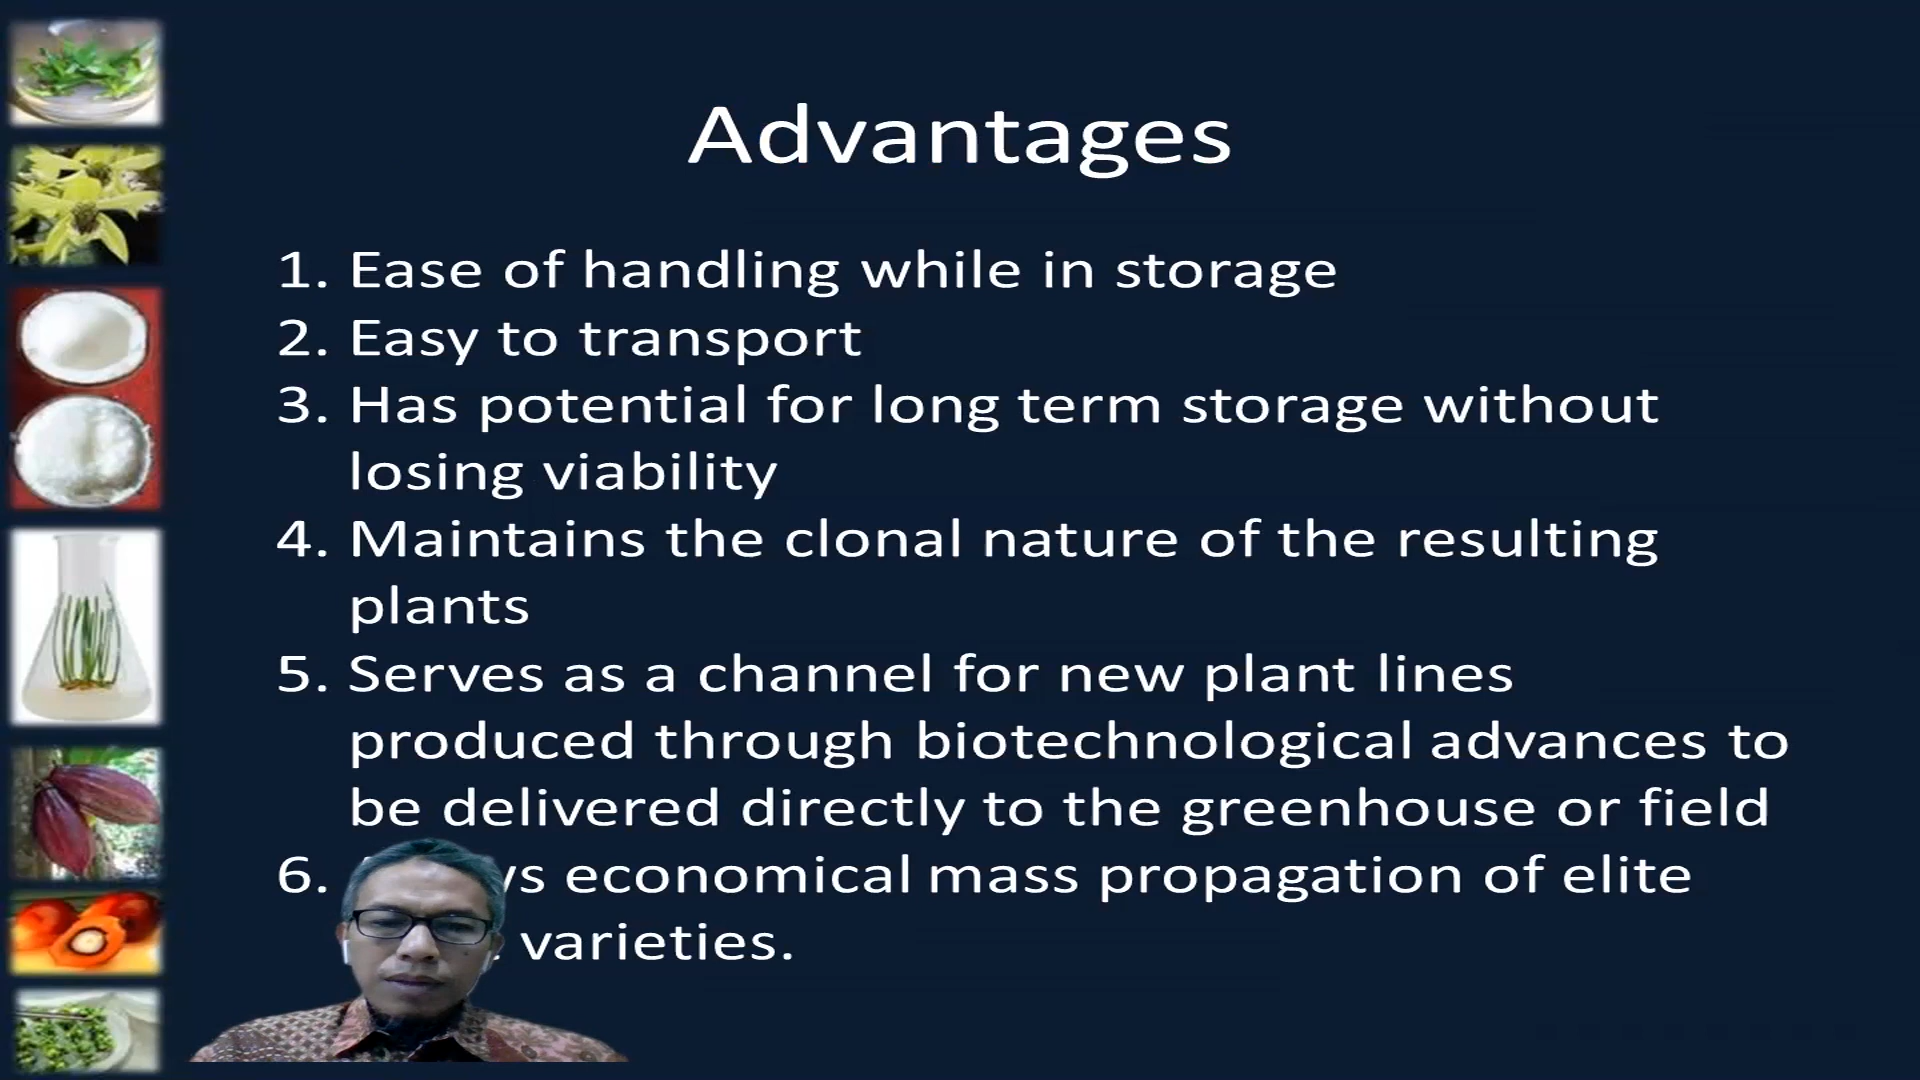 Advantages
1. Ease of handling while in storage
2. Easy to transport
3. Has potential for long term storage without
losing viability
4. Maintains the clonal nature of the resulting
plants
5. Serves as a channel for new plant lines
produced through biotechnological advances to
be delivered directly to the greenhouse or field
6. economical mass propagation of elite
varieties.